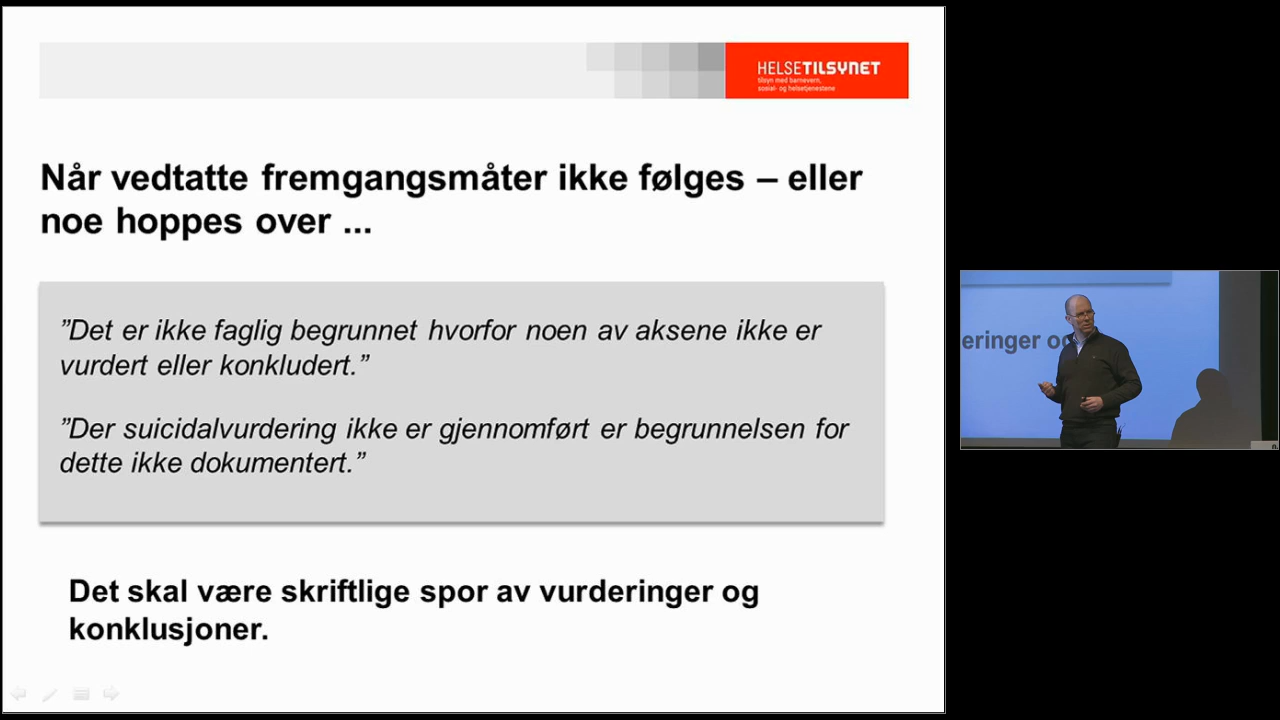 HELSETILSYNET
tilsyn med barnevern,
sosial- og helsetjenestene
Når vedtatte fremgangsmåter ikke følges – eller
noe hoppes over ...
”Det er ikke faglig begrunnet hvorfor noen av aksene ikke er
vurdert eller konkludert.”
”Der suicidalvurdering ikke er gjennomført er begrunnelsen for
dette ikke dokumentert.”
Det skal være skriftlige spor av vurderinger og
konklusjoner.
eringer o